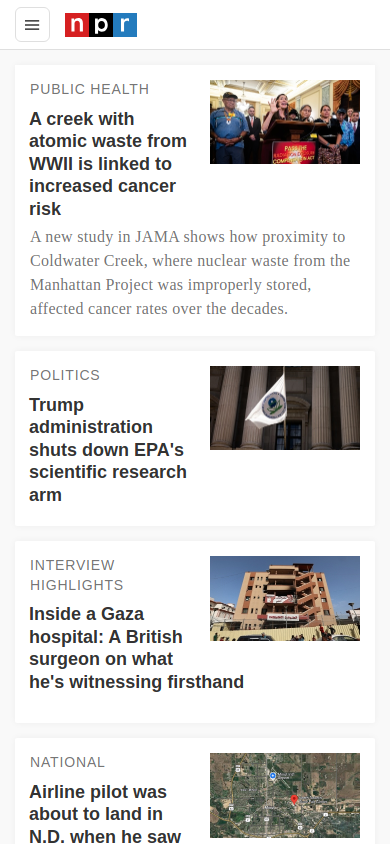 npr
PUBLIC HEALTH
A creek with
atomic waste from
WWII is linked to
increased cancer
risk
A new study in JAMA shows how proximity to
Coldwater Creek, where nuclear waste from the
Manhattan Project was improperly stored,
affected cancer rates over the decades.
POLITICS
Trump
administration
shuts down EPA's
scientific research
arm
INTERVIEW
HIGHLIGHTS
Inside a Gaza
hospital: A British
surgeon on what
he's witnessing firsthand
NATIONAL
Airline pilot was
about to land in
N.D. when he saw